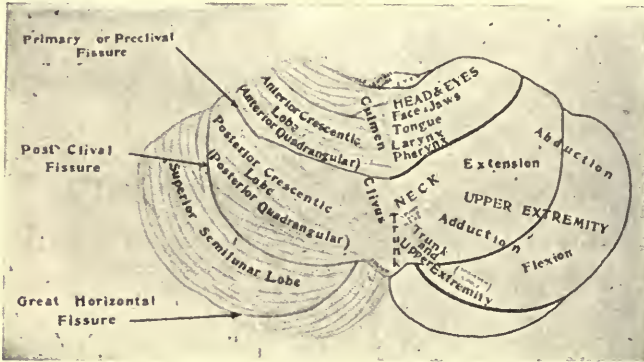 Primary or Preclival
Fissure
Post Clival
Fissure
Great Horizontal
Fissure
Anterior Crescentic
Lobe
(Anterior Quadrangular)
Posterior Crescentic
Lobe
(Posterior Quadrangular)
Superior Semilunar Lobe
Culmen
Clivus
HEAD & EYES
Face & Jaws
Tongue
Larynx
Pharynx
NECK
Trunk
Trunk
and
Upper Extremity
Extension
Abduction
UPPER EXTREMITY
Adduction
Flexion